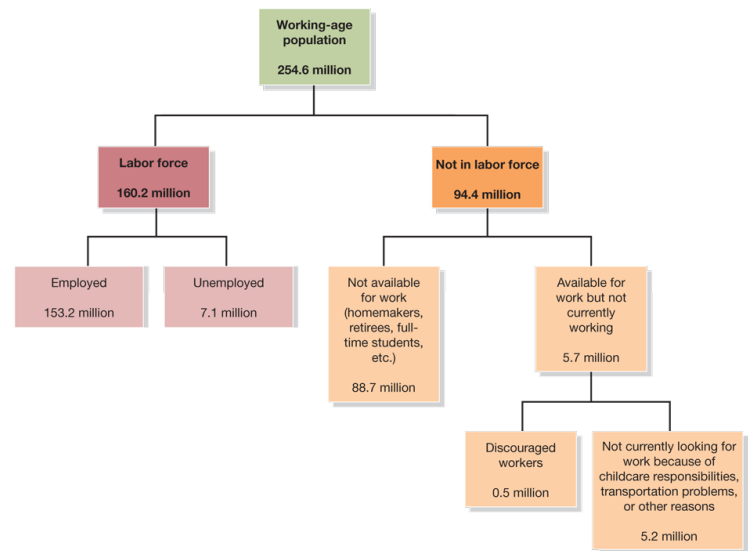 Working-age
population
254.6 million
Labor force
160.2 million
Not in labor force
94.4 million
Employed
153.2 million
Unemployed
7.1 million
Not available
for work
(homemakers,
retirees, full-
time students,
etc.)
88.7 million
Available for
work but not
currently
working
5.7 million
Discouraged
workers
0.5 million
Not currently looking for
work because of
childcare responsibilities,
transportation problems,
or other reasons
5.2 million